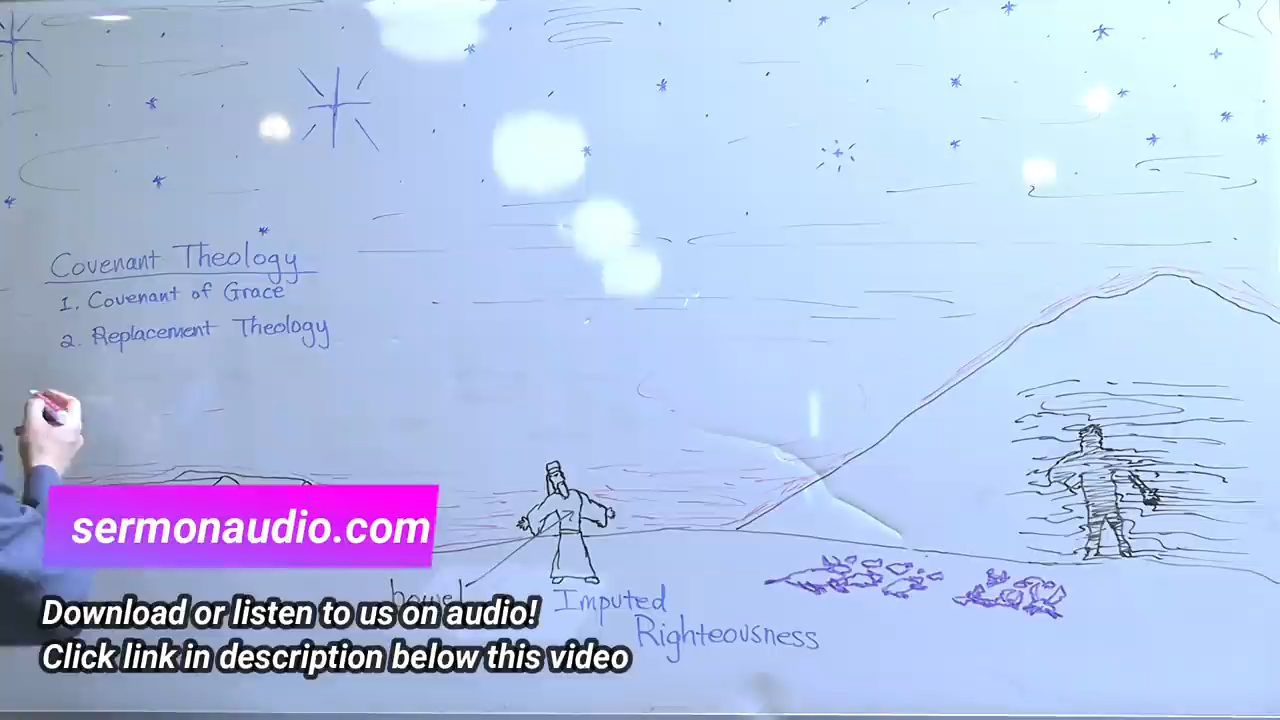 Covenant Theology
1. Covenant of Grace
2. Replacement Theology
sermonaudio.com
bowel
Imputed
Righteousness
Download or listen to us on audio!
Click link in description below this video